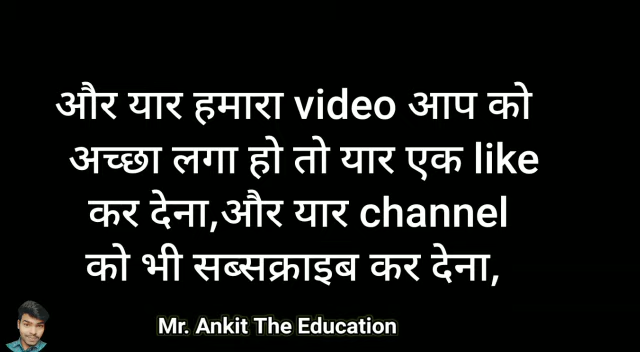 और यार हमारा video आप को
अच्छा लगा हो तो यार एक like
कर देना,और यार channel
को भी सब्सक्राइब कर देना,
Mr. Ankit The Education